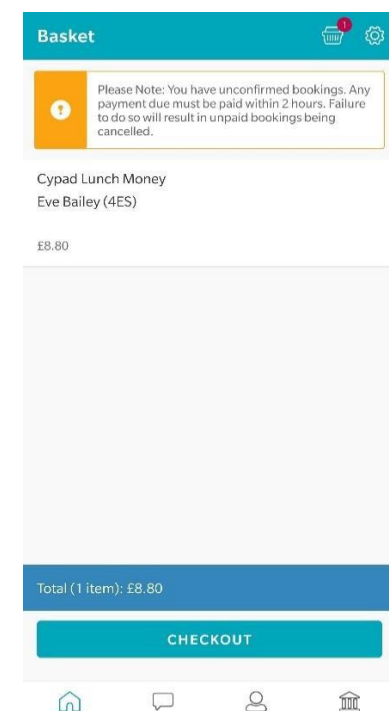 Basket
1
Please Note: You have unconfirmed bookings. Any
payment due must be paid within 2 hours. Failure
to do so will result in unpaid bookings being
cancelled.
Cypad Lunch Money
Eve Bailey (4ES)
£8.80
Total (1 item): £8.80
CHECKOUT